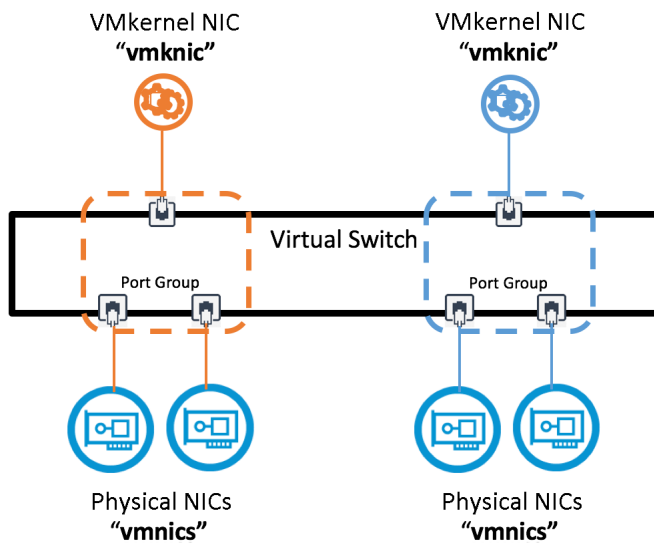 VMkernel NIC
“vmknic”
VMkernel NIC
“vmknic”
Virtual Switch
Port Group
Port Group
Physical NICs
“vmnics”
Physical NICs
“vmnics”